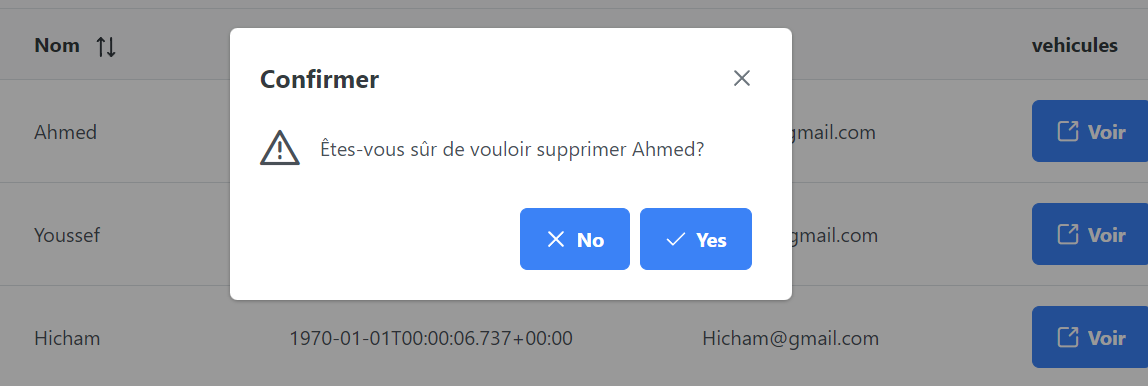 Nom
vehicules
Confirmer
Ahmed
gmail.com
Voir
Êtes-vous sûr de vouloir supprimer Ahmed?
No
Yes
Youssef
gmail.com
Voir
Hicham
1970-01-01T00:00:06.737+00:00
Hicham@gmail.com
Voir